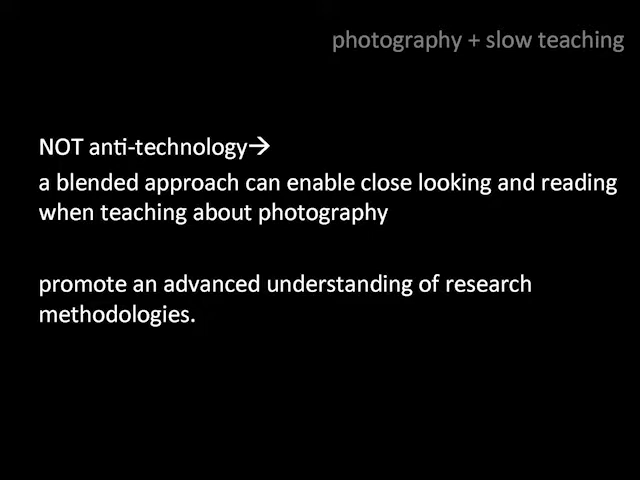 photography + slow teaching
NOT anti-technology→
a blended approach can enable close looking and reading
when teaching about photography
promote an advanced understanding of research
methodologies.